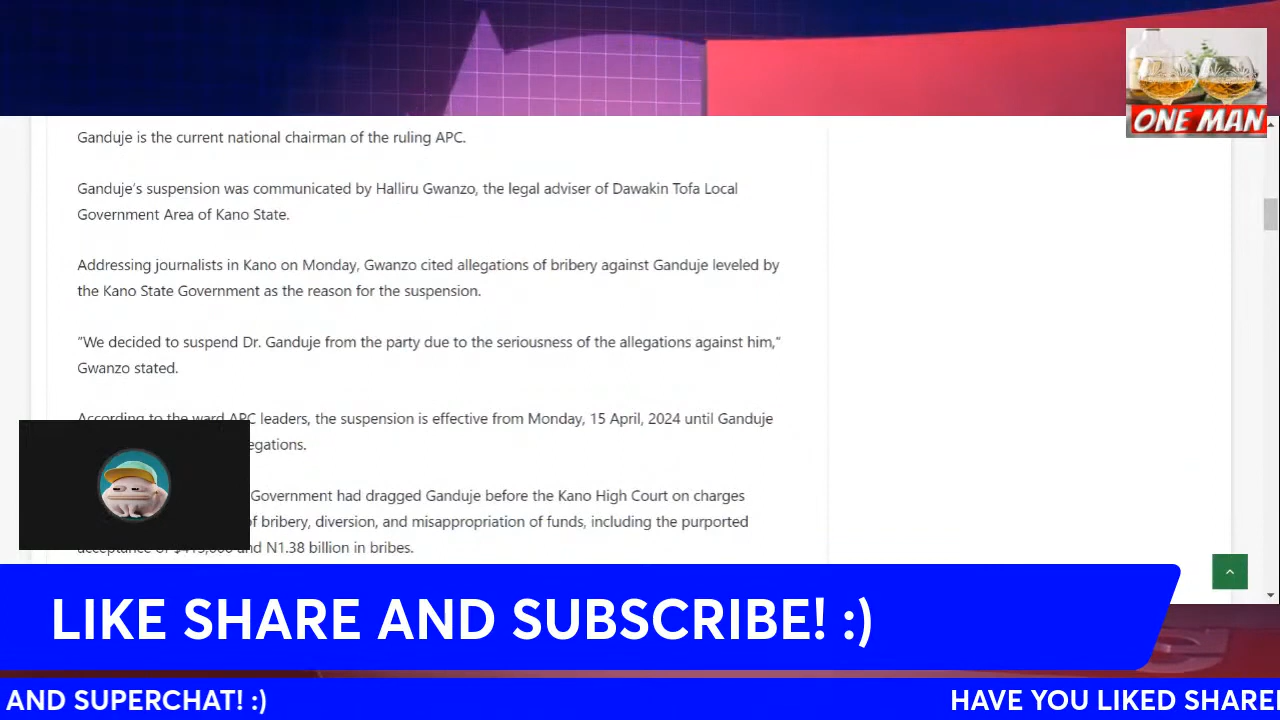 ONE MAN
Ganduje is the current national chairman of the ruling APC.
Ganduje's suspension was communicated by Halliru Gwanzo, the legal adviser of Dawakin Tofa Local
Government Area of Kano State.
Addressing journalists in Kano on Monday, Gwanzo cited allegations of bribery against Ganduje leveled by
the Kano State Government as the reason for the suspension.
“We decided to suspend Dr. Ganduje from the party due to the seriousness of the allegations against him,”
Gwanzo stated.
According to the ward APC leaders, the suspension is effective from Monday, 15 April, 2024 until Ganduje
egations.
Government had dragged Ganduje before the Kano High Court on charges
of bribery, diversion, and misappropriation of funds, including the purported
and N1.38 billion in bribes.
LIKE SHARE AND SUBSCRIBE! :)
AND SUPERCHAT! :)
HAVE YOU LIKED SHARE